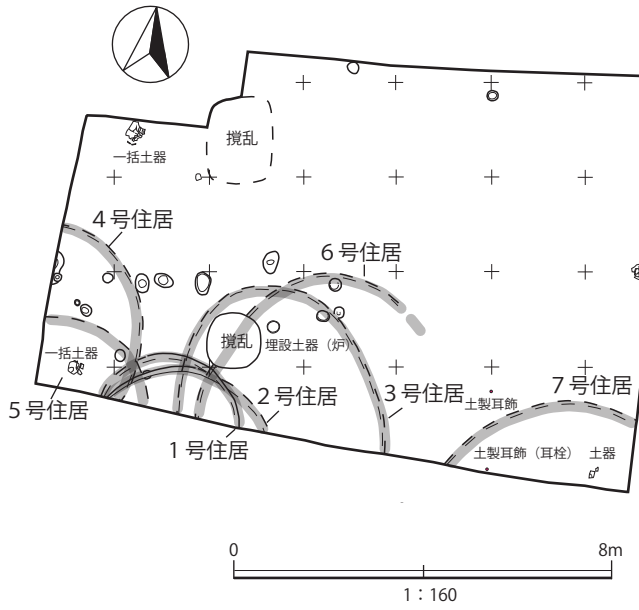 撹乱
一括土器
4号住居
6号住居
撹乱
埋設土器（炉）
一括土器
5号住居
1号住居
2号住居
3号住居
土製耳飾
7号住居
土製耳飾（耳栓）
土器
0
8m
1：160